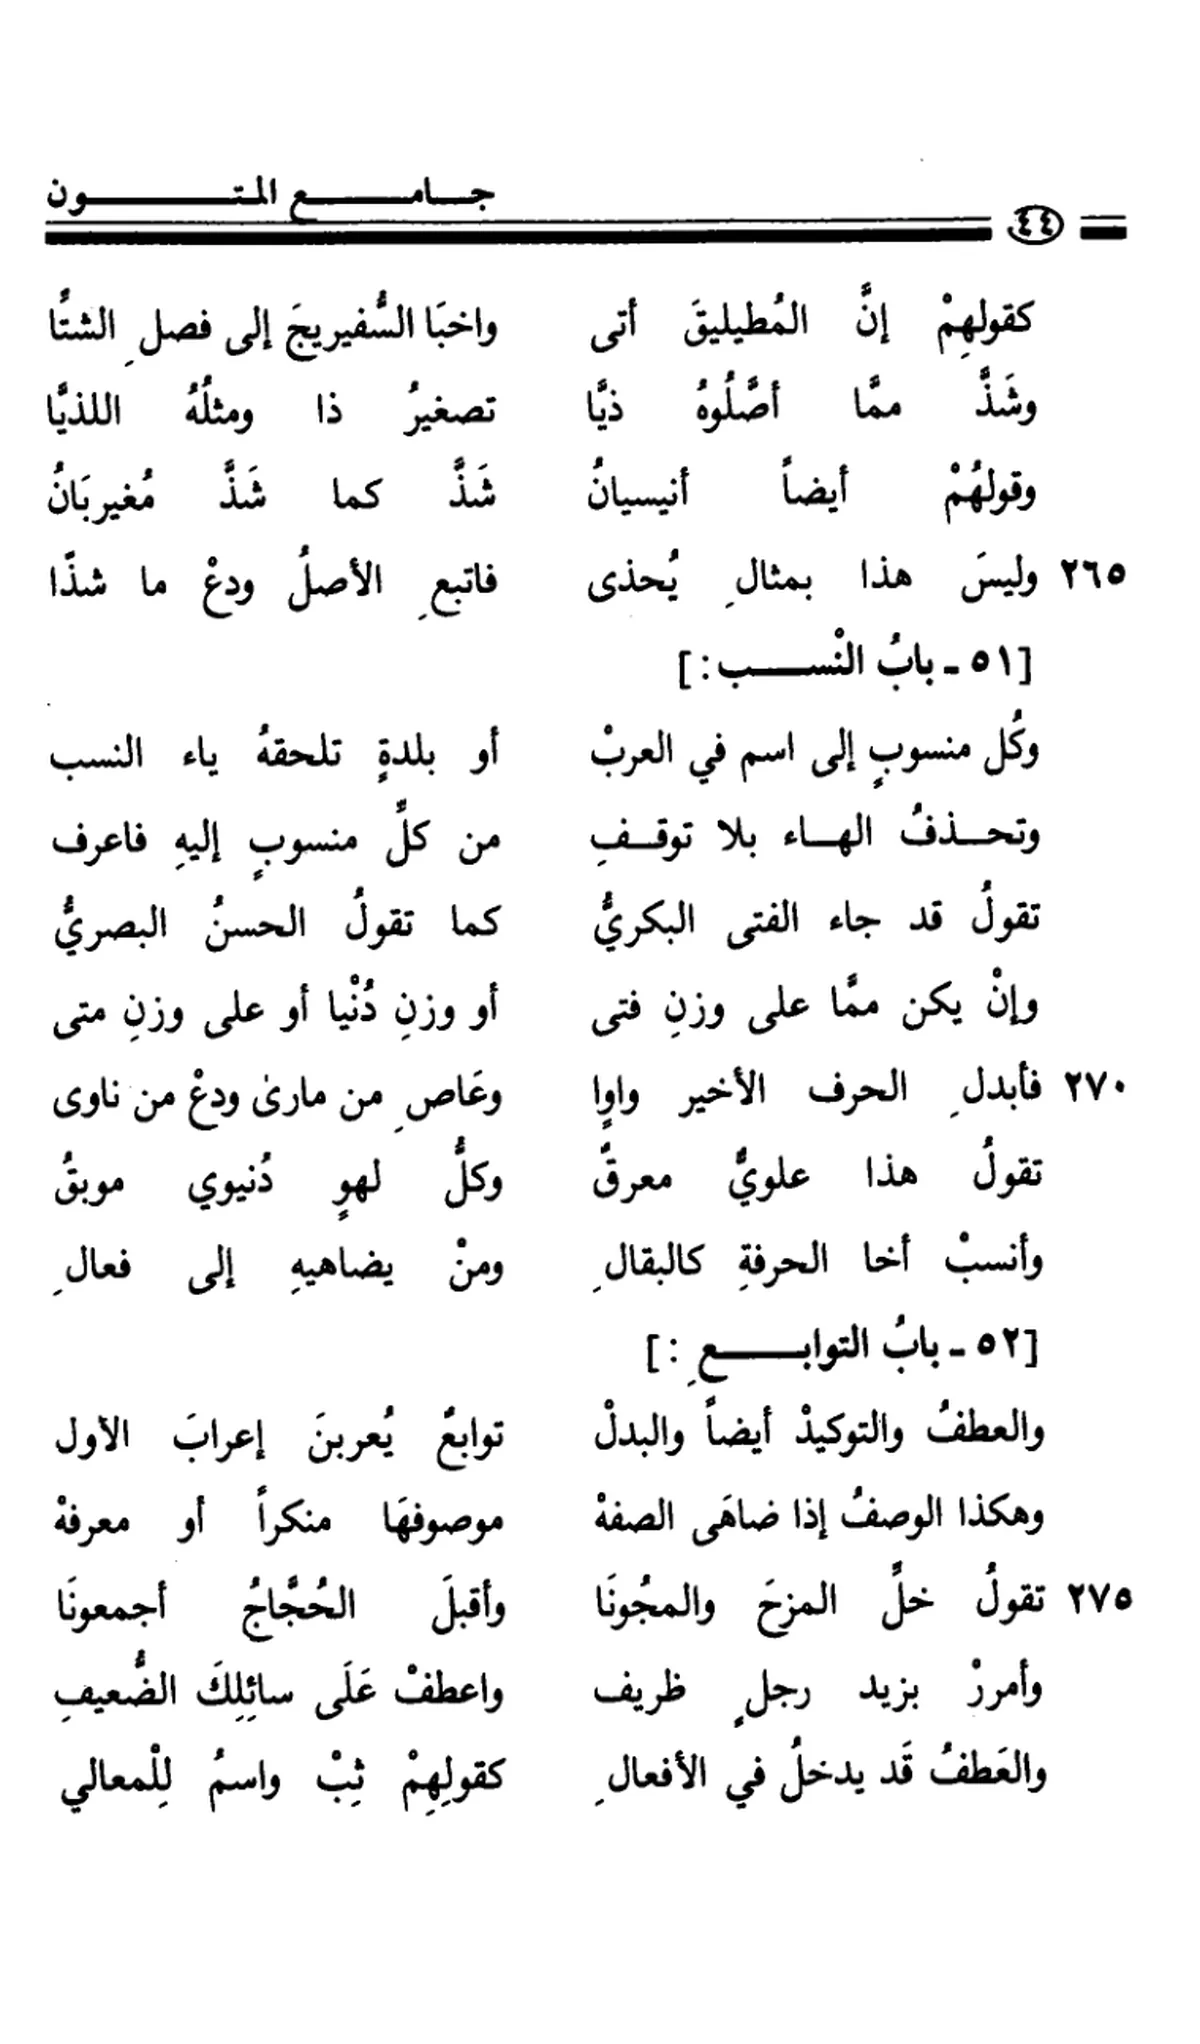 جامع المتون
٤٤
كقولهِمْ إنَّ المُطيليقَ أتى واخبَا السُّفيريجَ إلى فصلِ الشتَّا
وشَذَّ ممَّا أصَّلُوهُ ذيَّا تصغيرُ ذا ومثلُهُ اللذيَّا
وقولهُمْ أيضاً أنيسيانُ شَذَّ كما شَذَّ مُغيربَانُ
٢٦٥ وليسَ هذا بمثالِ يُحذى فاتبعِ الأصلُ ودعْ ما شذّا
[٥١ - بابُ النْسب:]
وكُل منسوبٍ إلى اسم في العربْ أو بلدةٍ تلحقهُ ياء النسب
وتحذفُ الهاء بلا توقفِ من كلِّ منسوبٍ إليهِ فاعرف
تقولُ قد جاء الفتى البكريُّ كما تقولُ الحسنُ البصريُّ
وإنْ يكن ممَّا على وزنِ فتى أو وزنِ دُنْيا أو على وزنِ متى
٢٧٠ فأبدلِ الحرف الأخير واوٍا وعَاصِ من مارىٰ ودعْ من ناوى
تقولُ هذا علويٌّ معرقٌ وكلُّ لهوٍ دُنيوي موبقُ
وأنسبْ أخا الحرفةِ كالبقالِ ومنْ يضاهيهِ إلى فعالِ
[٥٢ - بابُ التوابعِ:]
والعطفُ والتوكيدْ أيضاً والبدلْ توابعٌ يُعربنَ إعرابَ الأول
وهكذا الوصفُ إذا ضاهَى الصفهْ موصوفهَا منكراً أو معرفهْ
٢٧٥ تقولُ خلِّ المزحَ والمجُونَا وأقبلَ الحُجَّاجُ أجمعونَا
وأمررْ بزيد رجلٍ ظريف واعطفْ عَلَى سائِلِكَ الضُّعيفِ
والعَطفُ قَد يدخلُ في الأفعالِ كقولِهِمْ ثِبْ واسمُ لِلْمعالي